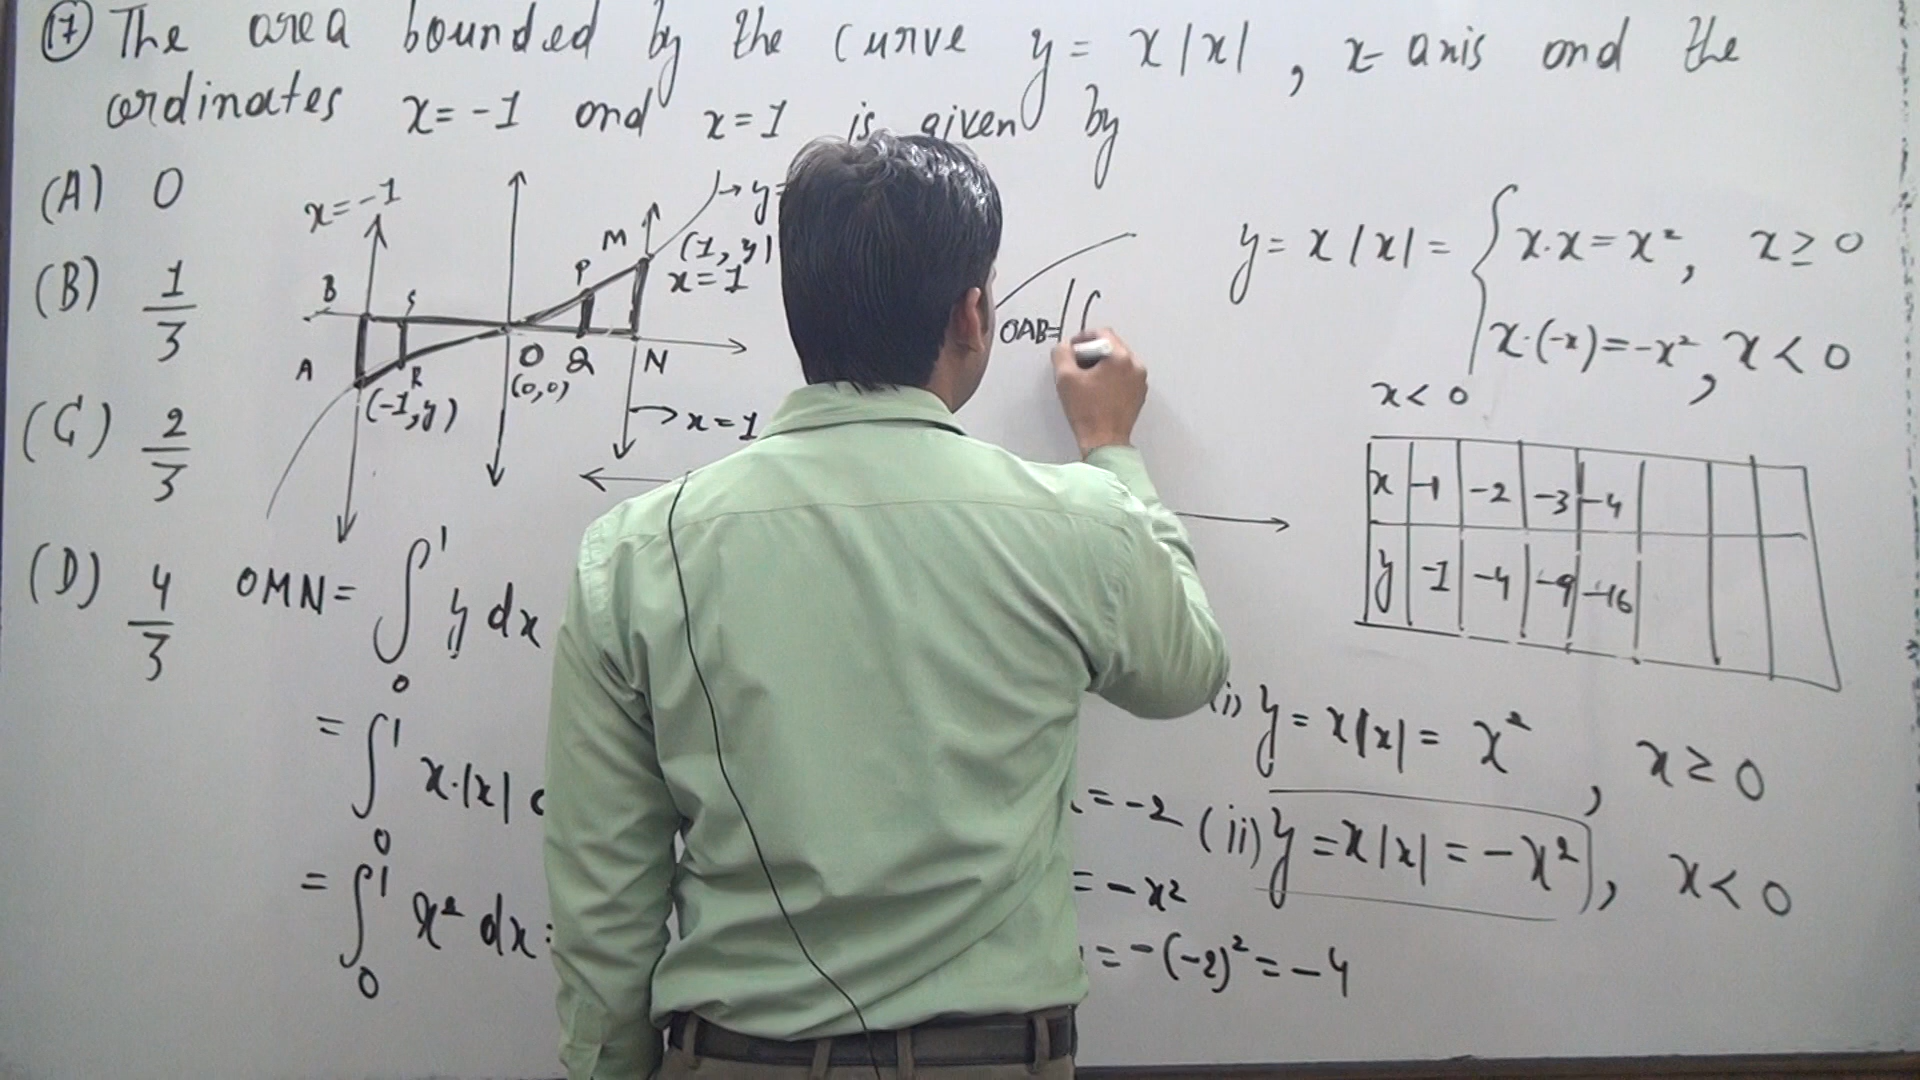 (17) The area bounded by the curve y = x|x|, x-axis and the
ordinates x=-1 and x=1 is given by
(A) 0
(B) 1/3
(C) 2/3
(D) 4/3
x=-1
→ y=
M
(1, y)
x=1
P
B
S
O
Q
N
A
R
(0,0)
(-1,y)
→ x=1
OAB= |∫
y = x|x| = { x·x = x², x ≥ 0
x·(-x) = -x², x < 0
x < 0
x -1 -2 -3 -4
y -1 -4 -9 -16
OMN = ∫₀¹ y dx
= ∫₀¹ x·|x|
= ∫₀¹ x² dx
(i) y = x|x| = x², x ≥ 0
= -2
(ii) y = x|x| = -x², x < 0
= -x²
= -(-2)² = -4